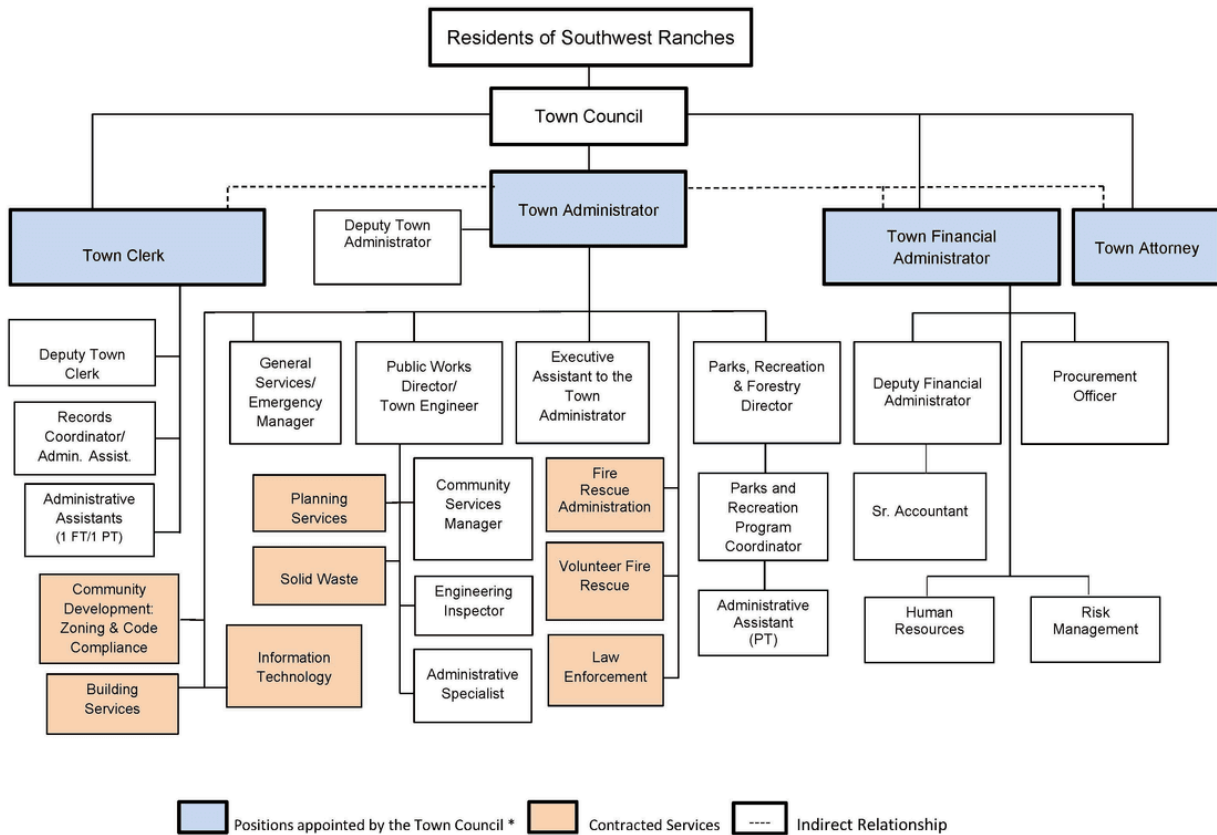 Residents of Southwest Ranches
Town Council
Town Administrator
Deputy Town
Administrator
Town Clerk
Town Financial
Administrator
Town Attorney
Deputy Town
Clerk
Records
Coordinator/
Admin. Assist.
Administrative
Assistants
(1 FT/1 PT)
General
Services/
Emergency
Manager
Public Works
Director/
Town Engineer
Executive
Assistant to the
Town
Administrator
Parks, Recreation
& Forestry
Director
Deputy Financial
Administrator
Procurement
Officer
Planning
Services
Community
Services
Manager
Fire
Rescue
Administration
Parks and
Recreation
Program
Coordinator
Sr. Accountant
Solid Waste
Engineering
Inspector
Volunteer Fire
Rescue
Administrative
Assistant
(PT)
Human
Resources
Risk
Management
Community
Development:
Zoning & Code
Compliance
Information
Technology
Administrative
Specialist
Law
Enforcement
Building
Services
Positions appointed by the Town Council *
Contracted Services
---- Indirect Relationship